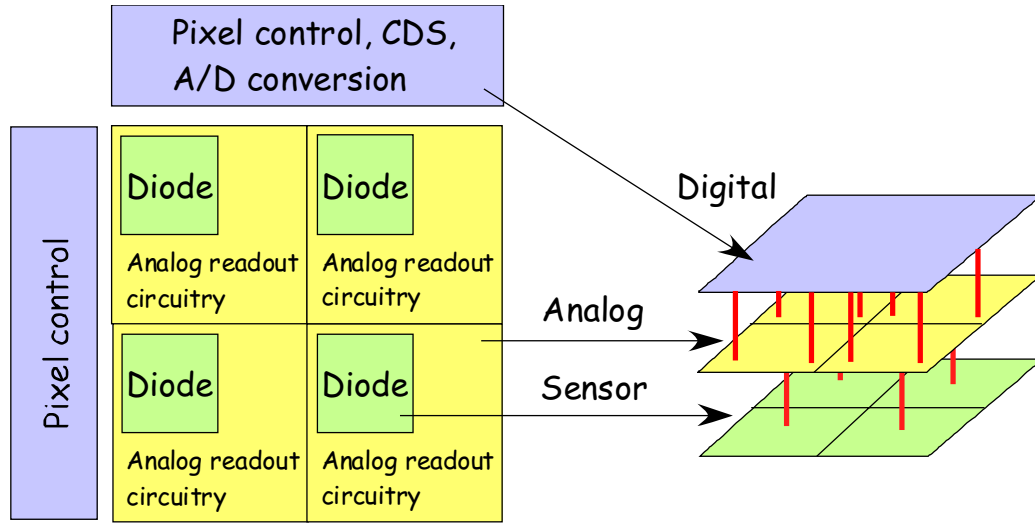 Pixel control, CDS,
A/D conversion
Pixel control
Diode
Diode
Analog readout
circuitry
Analog readout
circuitry
Diode
Diode
Analog readout
circuitry
Analog readout
circuitry
Digital
Analog
Sensor